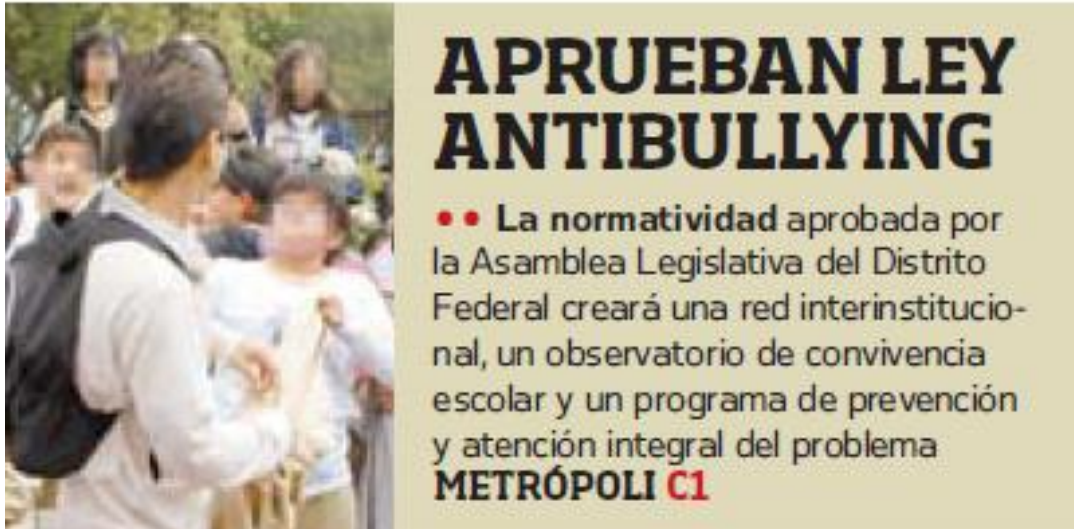 APRUEBAN LEY
ANTIBULLYING
•• La normatividad aprobada por
la Asamblea Legislativa del Distrito
Federal creará una red interinstitucio-
nal, un observatorio de convivencia
escolar y un programa de prevención
y atención integral del problema
METRÓPOLI C1